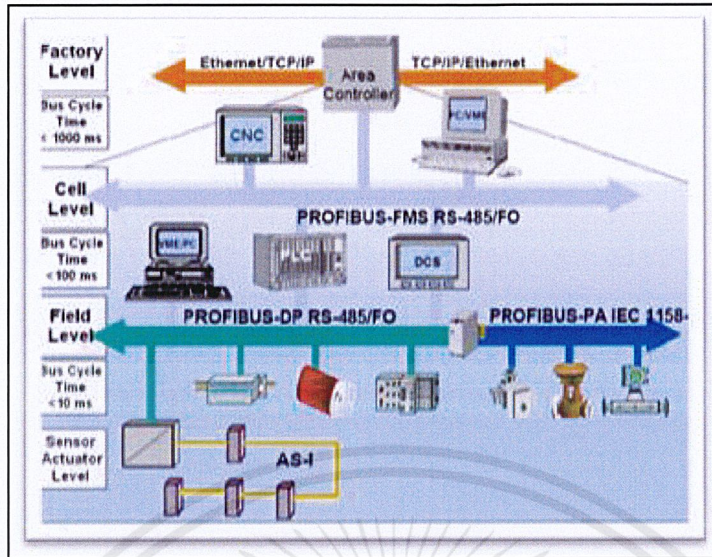 Factory
Level
Ethernet/TCP/IP
TCP/IP/Ethernet
Area
Controller
Bus Cycle
Time
< 1000 ms
CNC
PC/VME
Cell
Level
PROFIBUS-FMS RS-485/FO
Bus Cycle
Time
<100 ms
VME/PC
DCS
Field
Level
PROFIBUS-DP RS-485/FO
PROFIBUS-PA IEC 1158-
Bus Cycle
Time
<10 ms
Sensor
Actuator
Level
AS-I